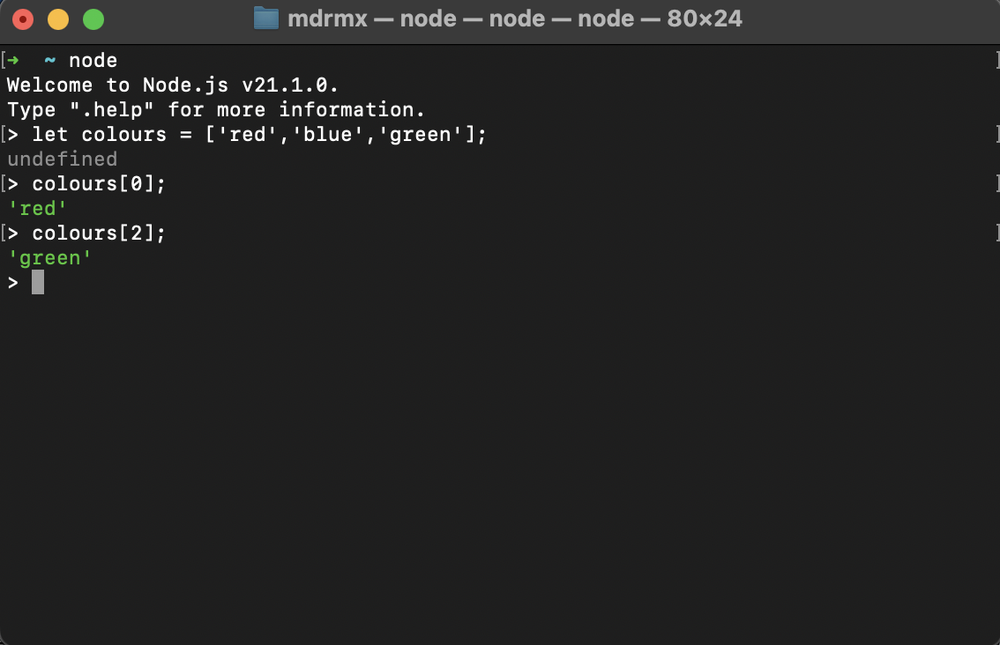 mdrmx — node — node — node — 80×24
[➜  ~ node ]
Welcome to Node.js v21.1.0.
Type ".help" for more information.
[> let colours = ['red','blue','green']; ]
undefined
[> colours[0]; ]
'red'
[> colours[2]; ]
'green'
>